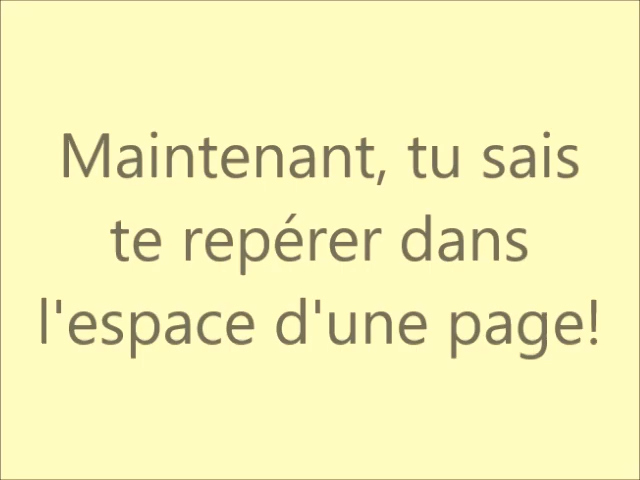 Maintenant, tu sais
te repérer dans
l'espace d'une page!